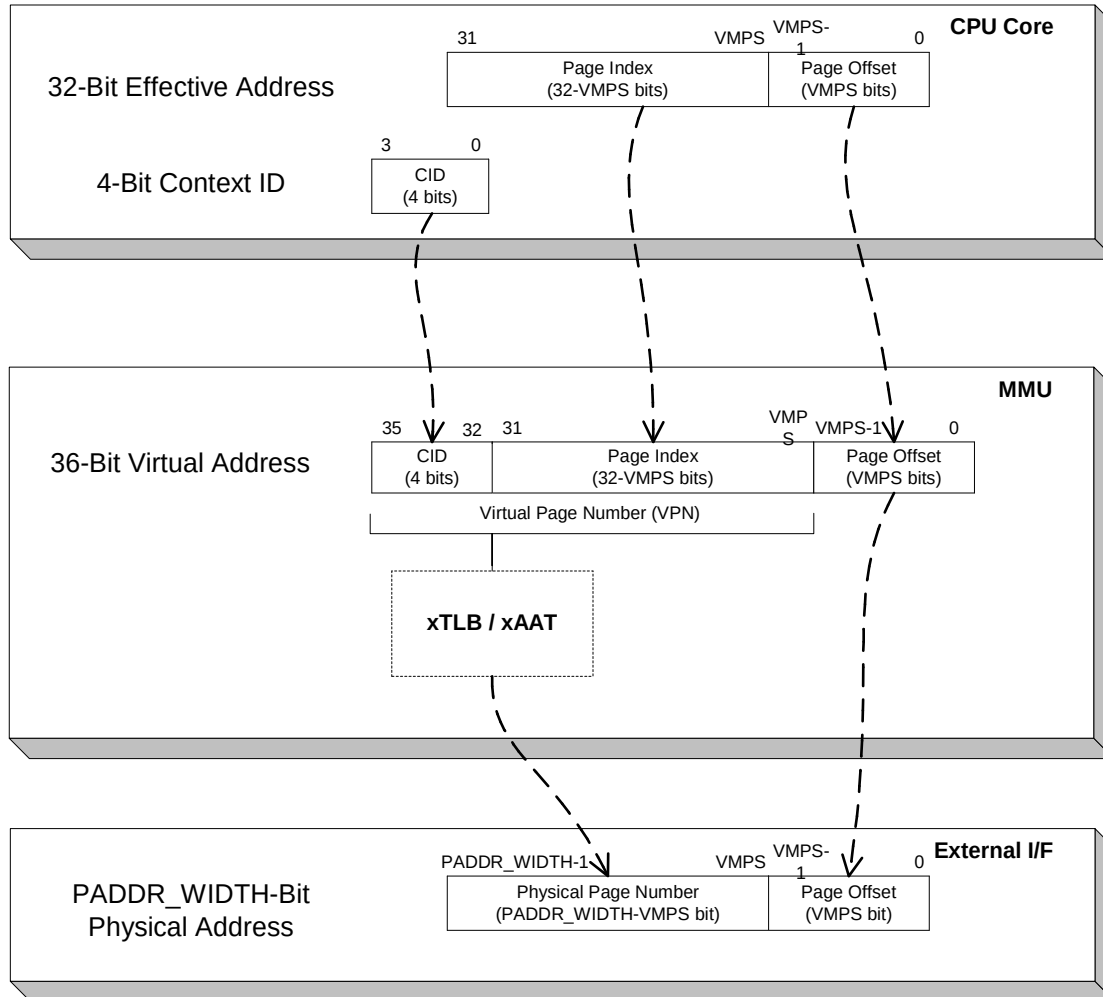 CPU Core
31 VMPS VMPS-
1 0
32-Bit Effective Address
Page Index
(32-VMPS bits)
Page Offset
(VMPS bits)
3 0
4-Bit Context ID
CID
(4 bits)
MMU
35 32 31 VMP
S VMPS-1 0
36-Bit Virtual Address
CID
(4 bits)
Page Index
(32-VMPS bits)
Page Offset
(VMPS bits)
Virtual Page Number (VPN)
xTLB / xAAT
External I/F
PADDR_WIDTH-1 VMPS VMPS-
1 0
PADDR_WIDTH-Bit
Physical Address
Physical Page Number
(PADDR_WIDTH-VMPS bit)
Page Offset
(VMPS bit)